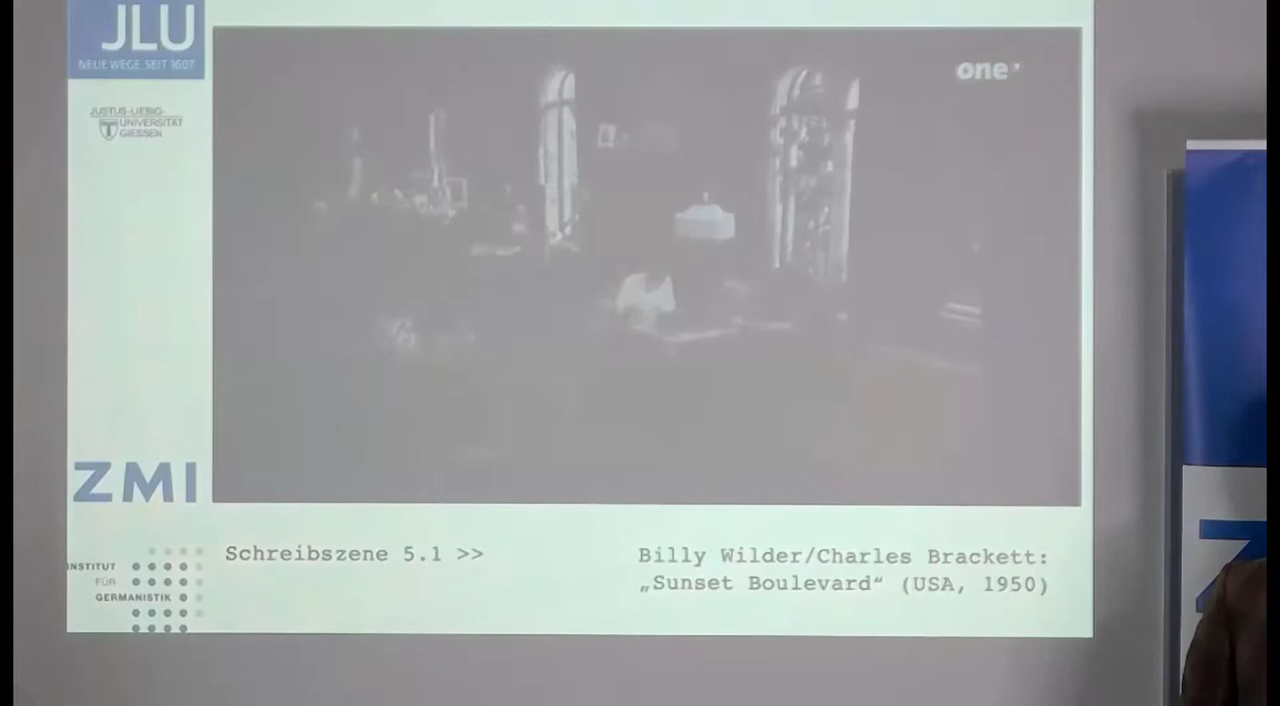 JLU
NEUE WEGE SEIT 1607
JUSTUS-LIEBIG-
UNIVERSITÄT
GIESSEN
one
ZMI
INSTITUT
FÜR
GERMANISTIK
Schreibszene 5.1 >>
Billy Wilder/Charles Brackett:
„Sunset Boulevard“ (USA, 1950)
Z